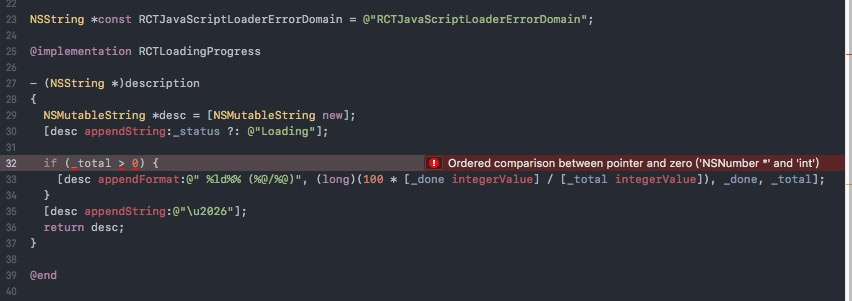 22
23 NSString *const RCTJavaScriptLoaderErrorDomain = @"RCTJavaScriptLoaderErrorDomain";
24
25 @implementation RCTLoadingProgress
26
27 – (NSString *)description
28 {
29 NSMutableString *desc = [NSMutableString new];
30 [desc appendString:_status ?: @"Loading"];
31
32 if (_total > 0) { Ordered comparison between pointer and zero ('NSNumber *' and 'int')
33 [desc appendFormat:@" %ld%% (%@/%@)", (long)(100 * [_done integerValue] / [_total integerValue]), _done, _total];
34 }
35 [desc appendString:@"\u2026"];
36 return desc;
37 }
38
39 @end
40